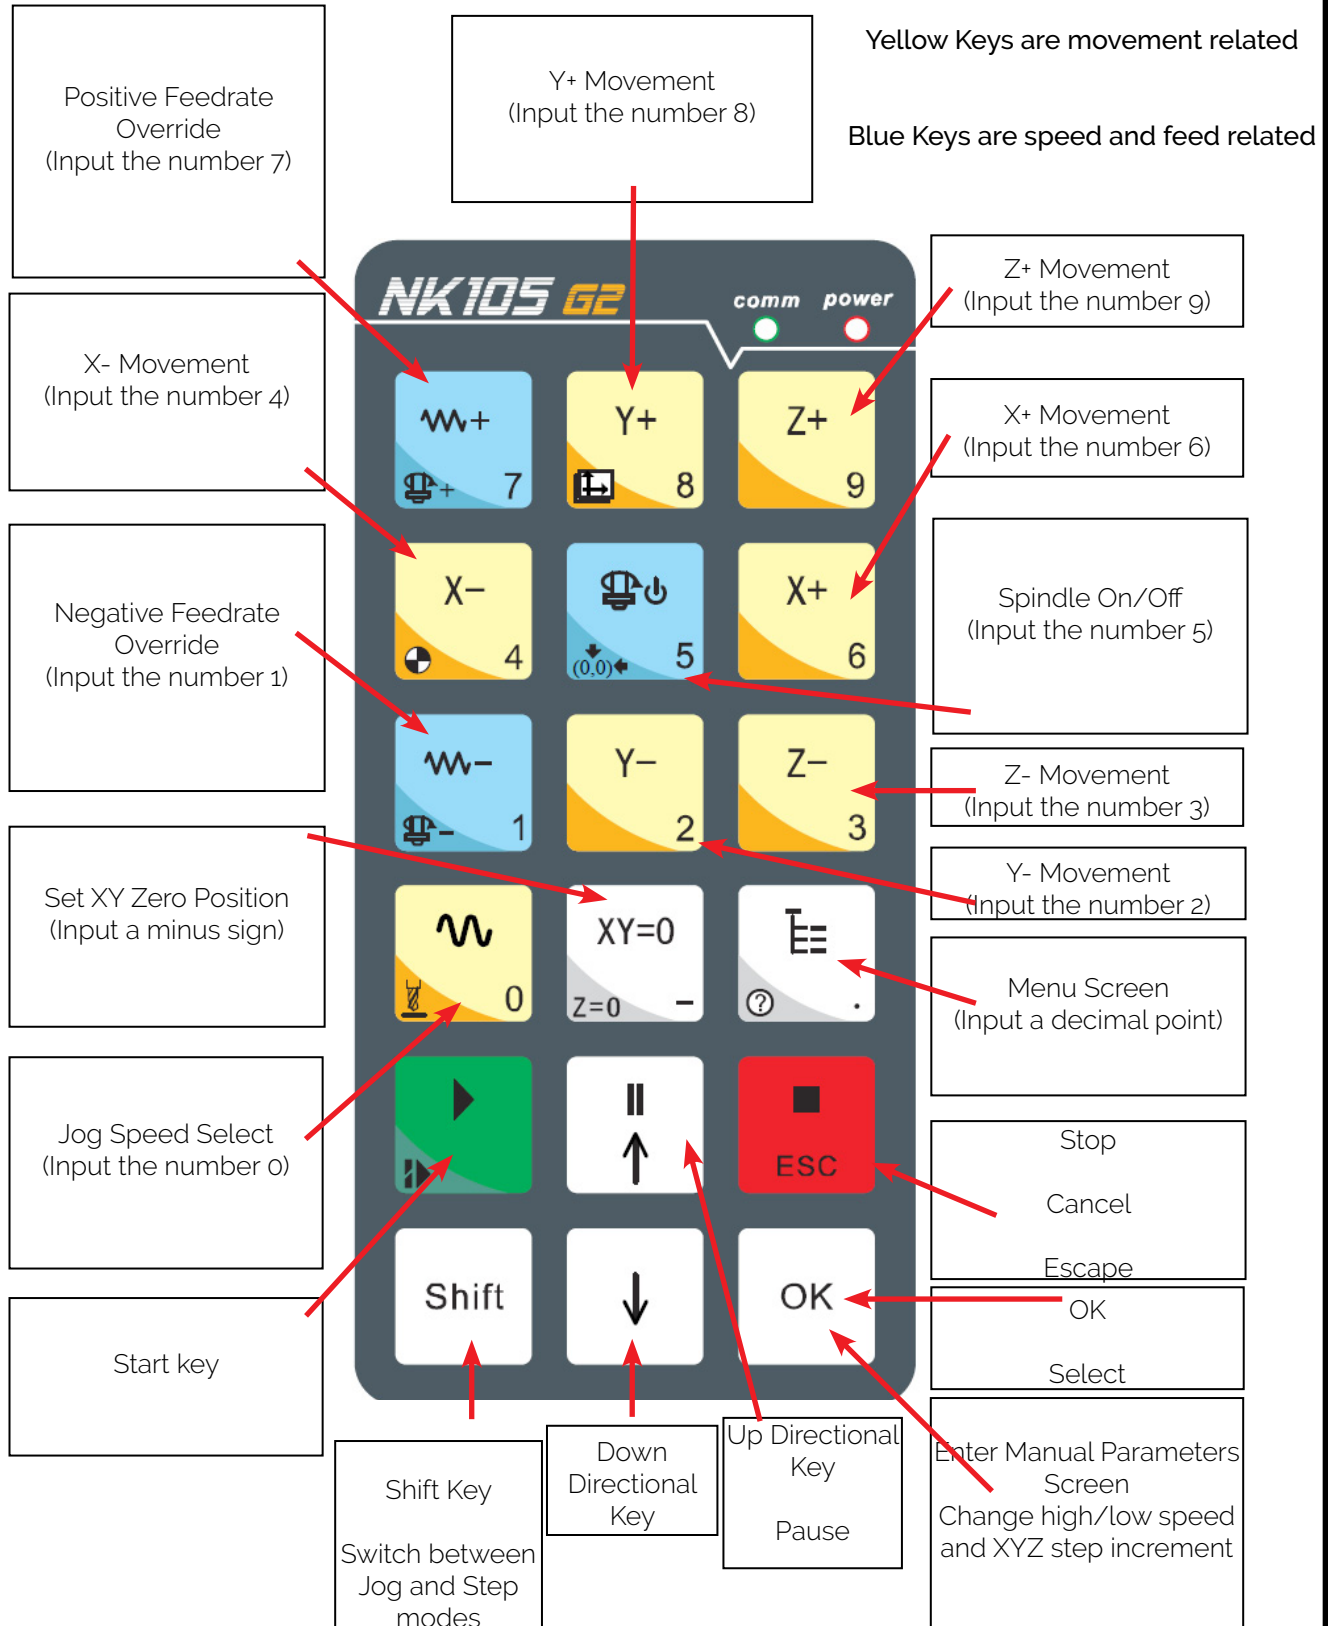 Yellow Keys are movement related
Blue Keys are speed and feed related
Positive Feedrate
Override
(Input the number 7)
Y+ Movement
(Input the number 8)
Z+ Movement
(Input the number 9)
X- Movement
(Input the number 4)
X+ Movement
(Input the number 6)
Negative Feedrate
Override
(Input the number 1)
Spindle On/Off
(Input the number 5)
Z- Movement
(Input the number 3)
Set XY Zero Position
(Input a minus sign)
Y- Movement
(Input the number 2)
Menu Screen
(Input a decimal point)
Jog Speed Select
(Input the number 0)
Stop
Cancel
Escape
Start key
OK
Select
Shift Key
Switch between
Jog and Step
modes
Down
Directional
Key
Up Directional
Key
Pause
Enter Manual Parameters
Screen
Change high/low speed
and XYZ step increment
NK105 G2
comm power
+ Y+ Z+
+ 7 8 9
X- X+
4 (0,0) 5 6
- Y- Z-
- 1 2 3
XY=0
0 Z=0 - ? .
ESC
Shift OK